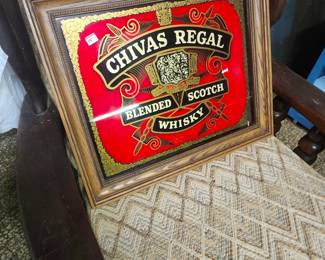 CHIVAS REGAL
BLENDED SCOTCH
WHISKY